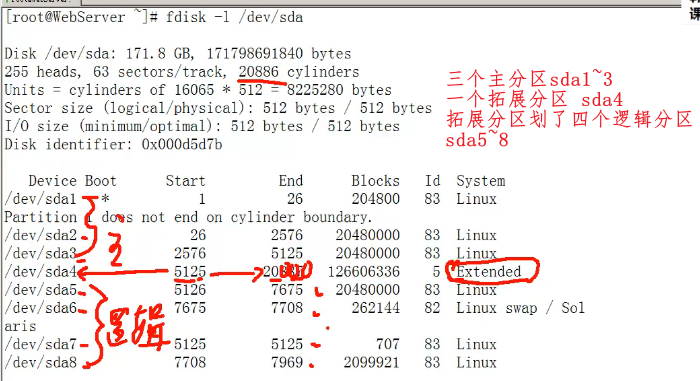 [root@WebServer ~]# fdisk -l /dev/sda
Disk /dev/sda: 171.8 GB, 171798691840 bytes
255 heads, 63 sectors/track, 20886 cylinders
Units = cylinders of 16065 * 512 = 8225280 bytes
Sector size (logical/physical): 512 bytes / 512 bytes
I/O size (minimum/optimal): 512 bytes / 512 bytes
Disk identifier: 0x000d5d7b
三个主分区sda1~3
一个拓展分区 sda4
拓展分区划了四个逻辑分区
sda5~8
Device Boot Start End Blocks Id System
/dev/sda1 * 1 26 204800 83 Linux
Partition 1 does not end on cylinder boundary.
/dev/sda2 26 2576 20480000 83 Linux
/dev/sda3 2576 5125 20480000 83 Linux
/dev/sda4 5125 126606336 5 Extended
/dev/sda5 5126 7675 20480000 83 Linux
/dev/sda6 7675 7708 262144 82 Linux swap / Sol
aris
/dev/sda7 5125 5125 707 83 Linux
/dev/sda8 7708 7969 2099921 83 Linux
主
逻辑
课